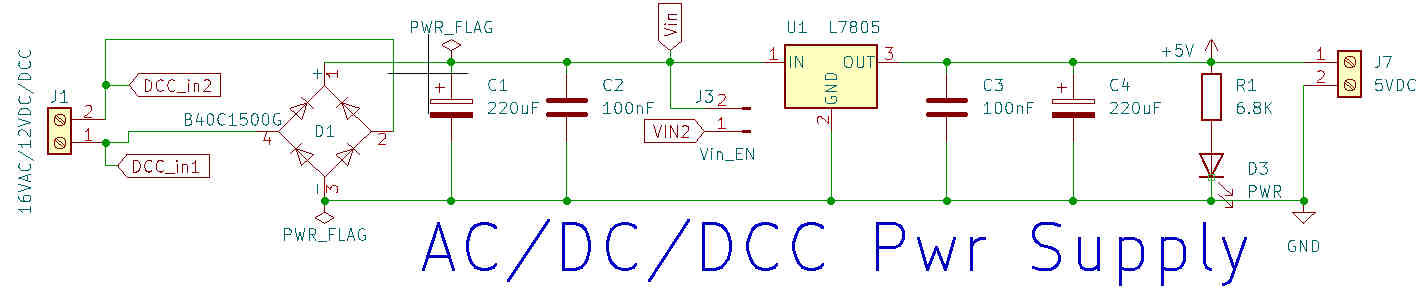 PWR_FLAG
Vin
U1 L7805
16VAC/12VDC/DCC
J1
2
1
DCC_in2
DCC_in1
B40C1500G
+
1
4
D1
2
-
3
PWR_FLAG
+
C1
220uF
C2
100nF
J3
2
1
VIN2
Vin_EN
1
IN
OUT
3
GND
2
C3
100nF
+
C4
220uF
+5V
R1
6.8K
D3
PWR
1
2
J7
5VDC
GND
AC/DC/DCC Pwr Supply